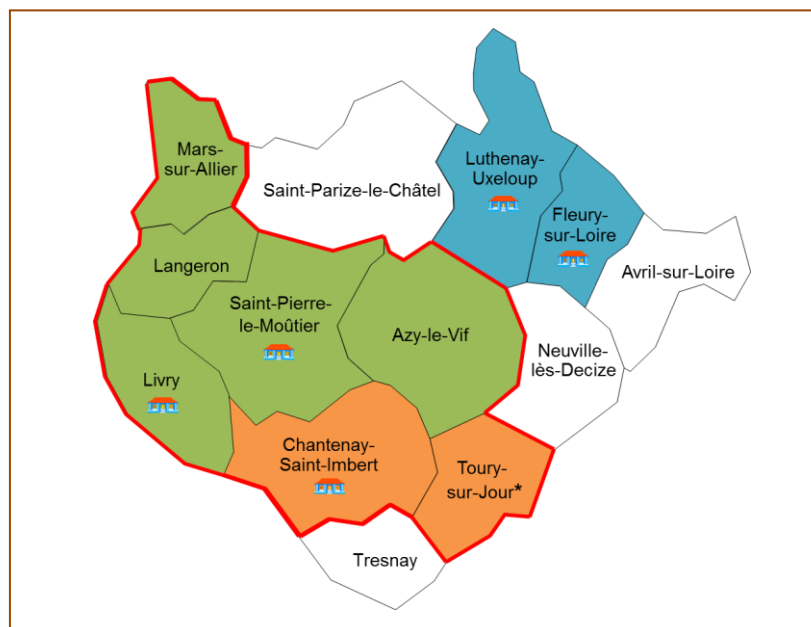 Mars-
sur-Allier
Saint-Parize-le-Châtel
Luthenay-
Uxeloup
Fleury-
sur-Loire
Avril-sur-Loire
Langeron
Saint-Pierre-
le-Moûtier
Azy-le-Vif
Neuville-
lès-Decize
Livry
Chantenay-
Saint-Imbert
Toury-
sur-Jour*
Tresnay